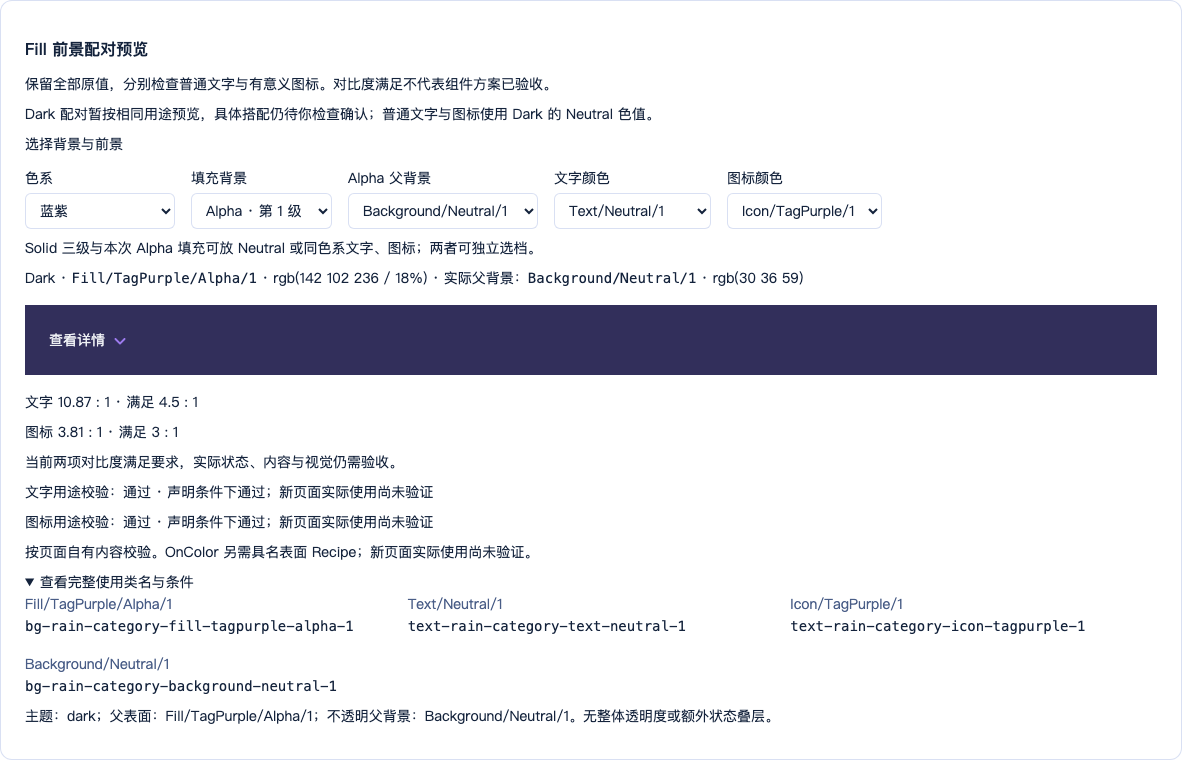 Fill 前景配对预览
保留全部原值，分别检查普通文字与有意义图标。对比度满足不代表组件方案已验收。
Dark 配对暂按相同用途预览，具体搭配仍待你检查确认；普通文字与图标使用 Dark 的 Neutral 色值。
选择背景与前景
色系 填充背景 Alpha 父背景 文字颜色 图标颜色
蓝紫 Alpha · 第 1 级 Background/Neutral/1 Text/Neutral/1 Icon/TagPurple/1
Solid 三级与本次 Alpha 填充可放 Neutral 或同色系文字、图标；两者可独立选档。
Dark · Fill/TagPurple/Alpha/1 · rgb(142 102 236 / 18%) · 实际父背景：Background/Neutral/1 · rgb(30 36 59)
查看详情
文字 10.87 : 1 · 满足 4.5 : 1
图标 3.81 : 1 · 满足 3 : 1
当前两项对比度满足要求，实际状态、内容与视觉仍需验收。
文字用途校验：通过 · 声明条件下通过；新页面实际使用尚未验证
图标用途校验：通过 · 声明条件下通过；新页面实际使用尚未验证
按页面自有内容校验。OnColor 另需具名表面 Recipe；新页面实际使用尚未验证。
▼ 查看完整使用类名与条件
Fill/TagPurple/Alpha/1 Text/Neutral/1 Icon/TagPurple/1
bg-rain-category-fill-tagpurple-alpha-1 text-rain-category-text-neutral-1 text-rain-category-icon-tagpurple-1
Background/Neutral/1
bg-rain-category-background-neutral-1
主题：dark；父表面：Fill/TagPurple/Alpha/1；不透明父背景：Background/Neutral/1。无整体透明度或额外状态叠层。